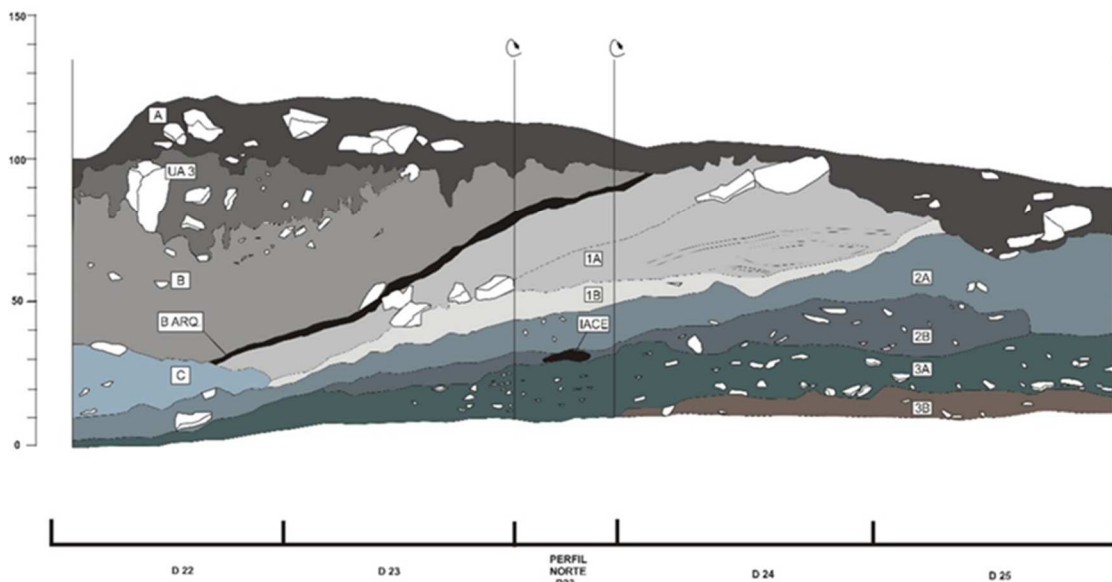 150
100
50
0
A
UA 3
B
B ARQ.
C
1A
1B
IACE
2A
2B
3A
3B
D 22
D 23
PERFIL
NORTE
D 24
D 25